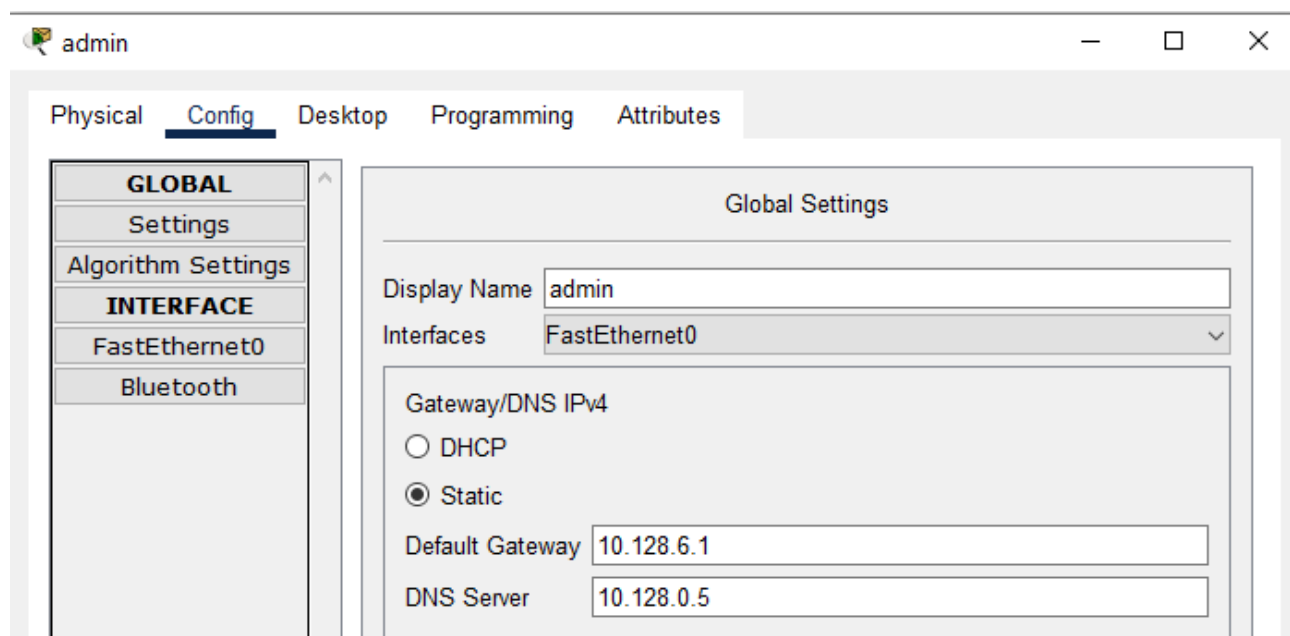 admin
Physical Config Desktop Programming Attributes
GLOBAL
Settings
Algorithm Settings
INTERFACE
FastEthernet0
Bluetooth
Global Settings
Display Name admin
Interfaces FastEthernet0
Gateway/DNS IPv4
DHCP
Static
Default Gateway 10.128.6.1
DNS Server 10.128.0.5